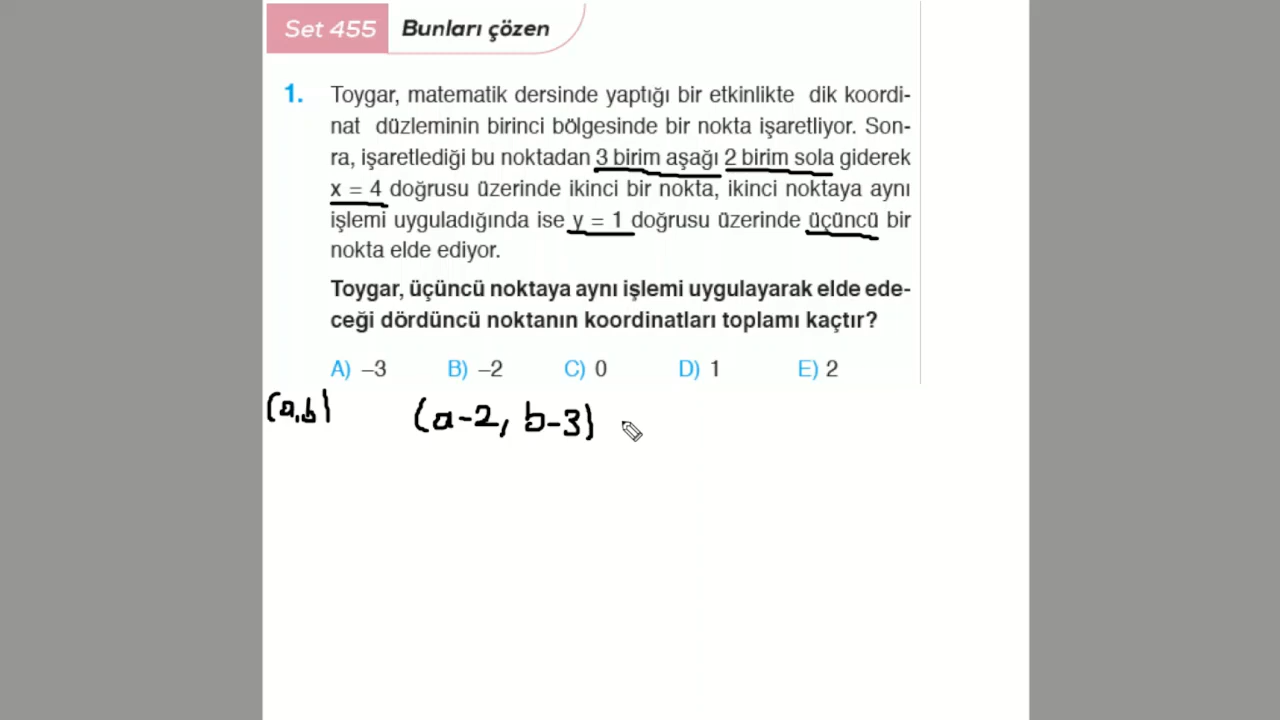 Set 455 Bunları çözen
1. Toygar, matematik dersinde yaptığı bir etkinlikte dik koordi-
nat düzleminin birinci bölgesinde bir nokta işaretliyor. Son-
ra, işaretlediği bu noktadan 3 birim aşağı 2 birim sola giderek
x = 4 doğrusu üzerinde ikinci bir nokta, ikinci noktaya aynı
işlemi uyguladığında ise y = 1 doğrusu üzerinde üçüncü bir
nokta elde ediyor.
Toygar, üçüncü noktaya aynı işlemi uygulayarak elde ede-
ceği dördüncü noktanın koordinatları toplamı kaçtır?
A) –3 B) –2 C) 0 D) 1 E) 2
(a,b) (a-2, b-3)